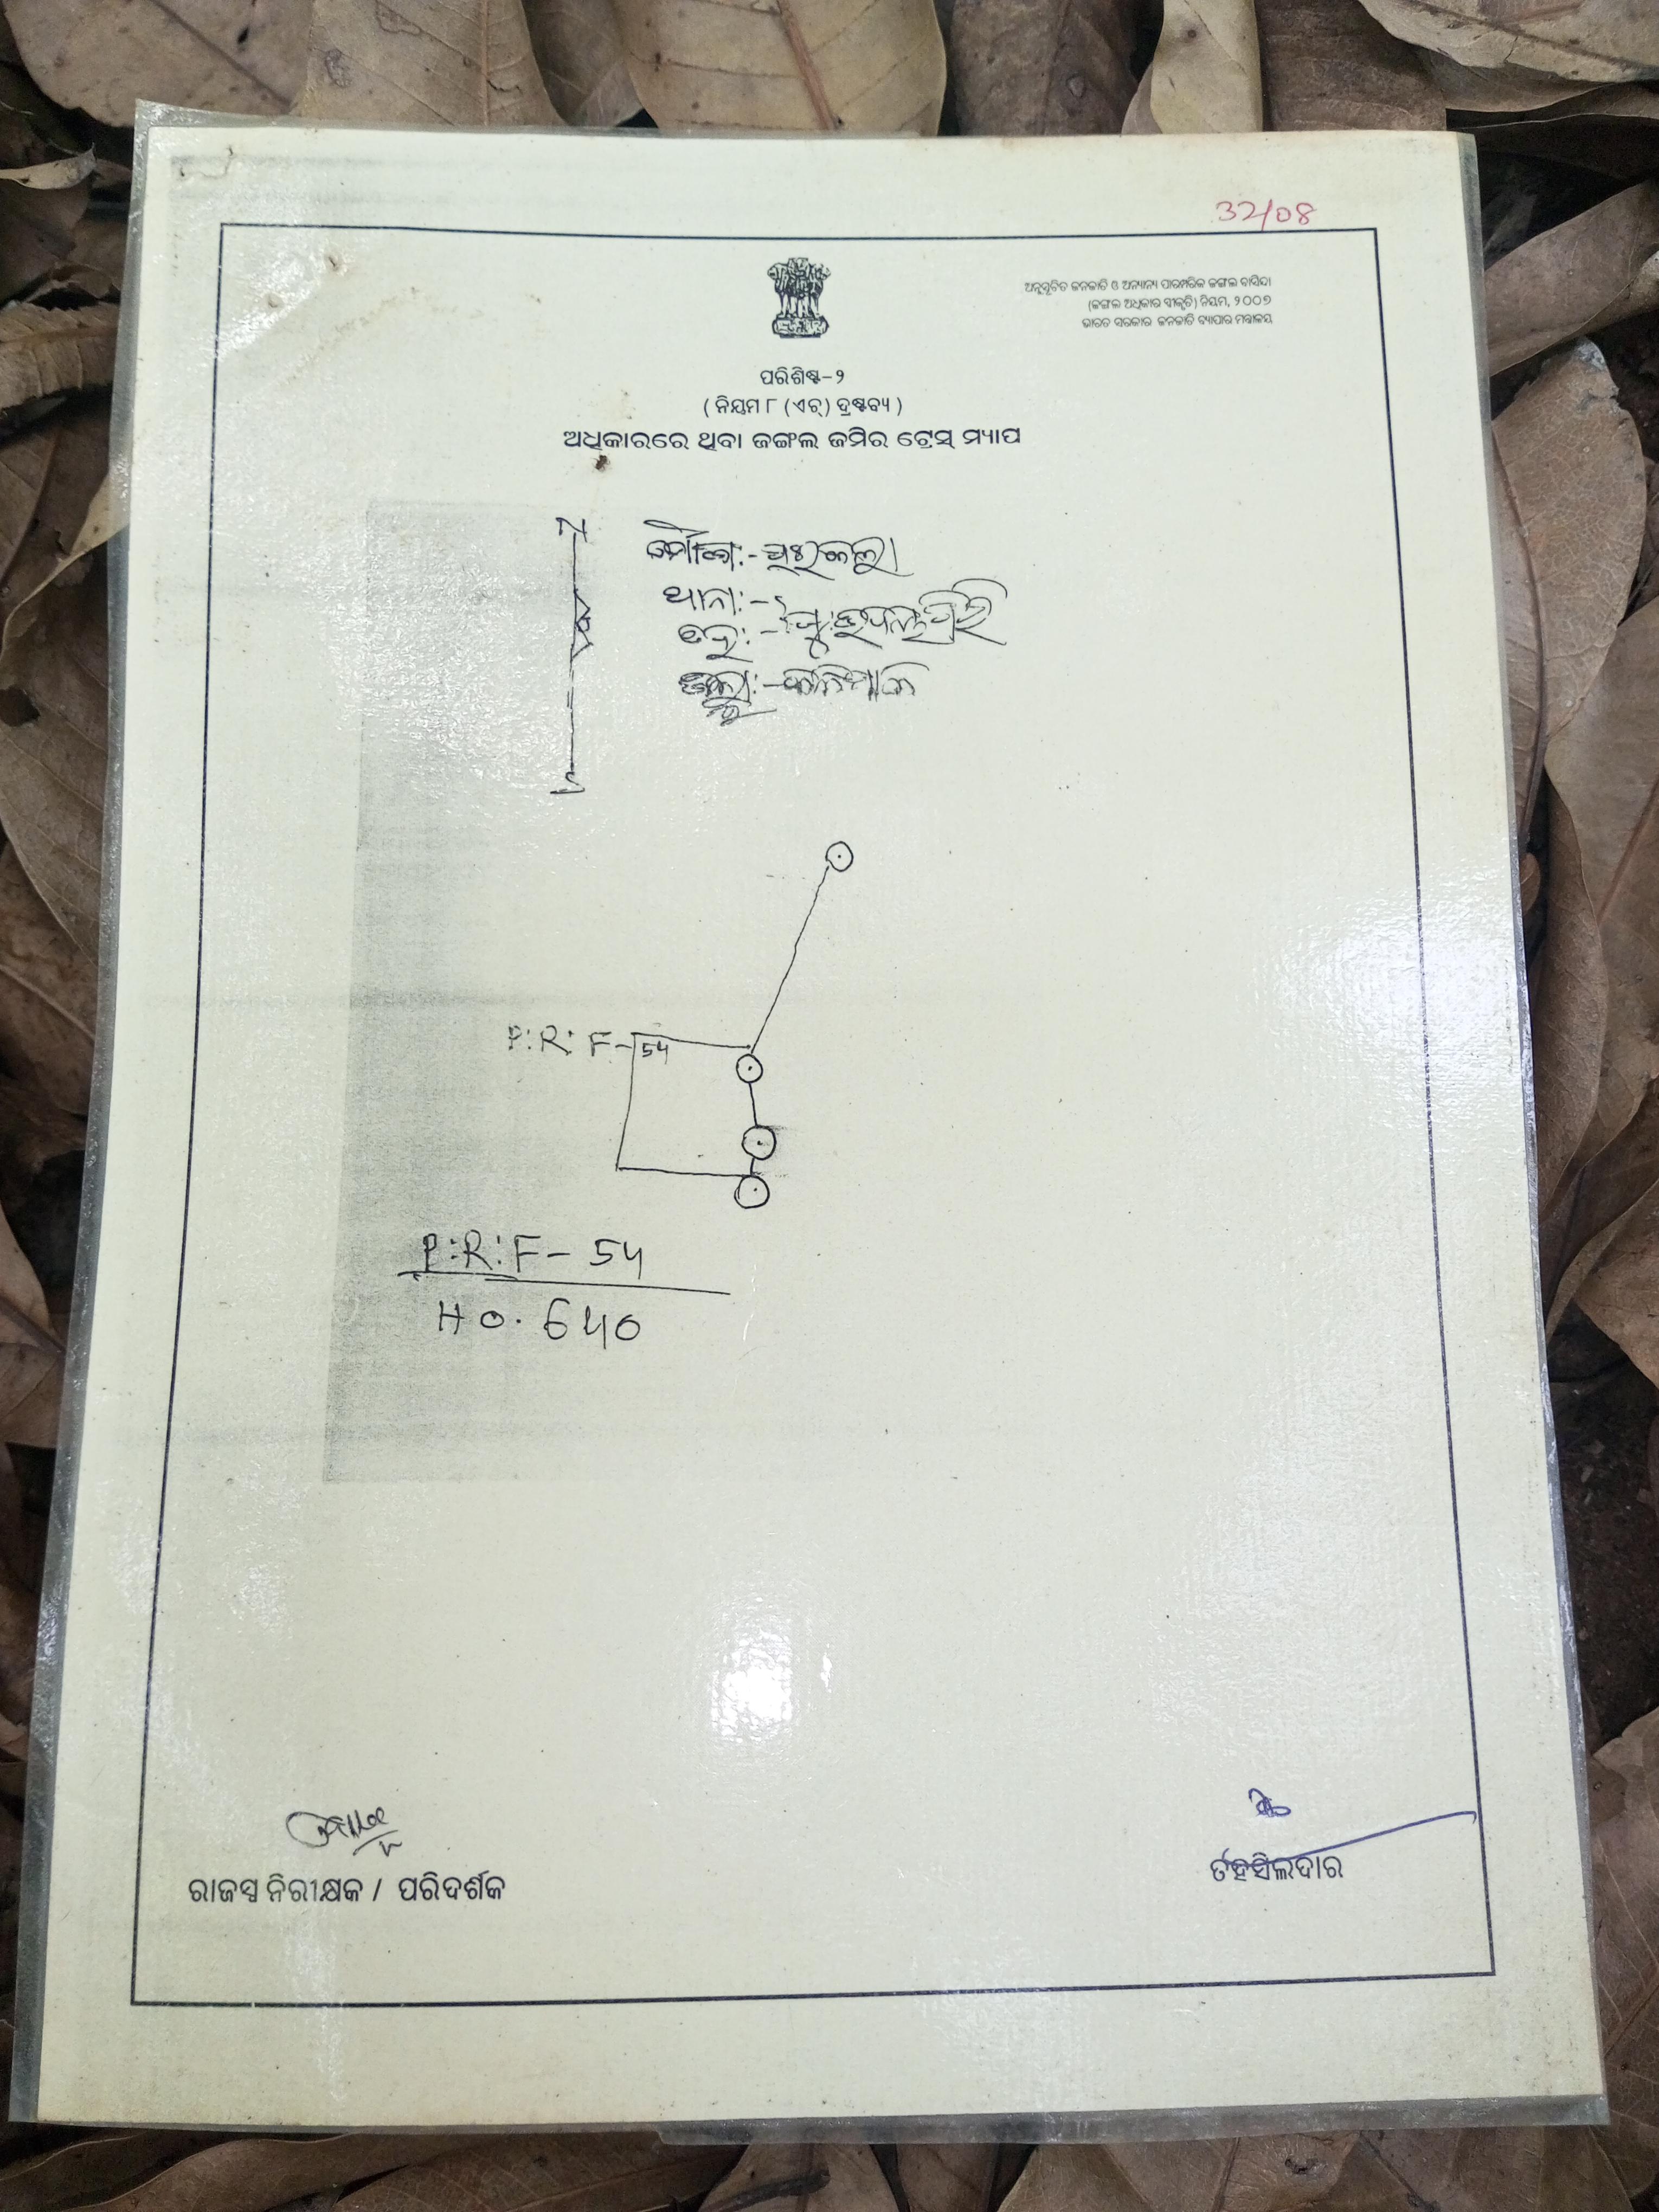 32/08
ଅନୁସୂଚିତ ଜନଜାତି ଓ ଅନ୍ୟାନ୍ୟ ପାରମ୍ପରିକ ଜଙ୍ଗଲ ବାସିନ୍ଦା
(ଜଙ୍ଗଲ ଅଧିକାର ସ୍ୱୀକୃତି) ନିୟମ, ୨୦୦୭
ଭାରତ ସରକାର ଜନଜାତି ବ୍ୟାପାର ମନ୍ତ୍ରାଳୟ
ପରିଶିଷ୍ଟ-୨
( ନିୟମ ୮ (ଏଚ୍) ଦ୍ରଷ୍ଟବ୍ୟ )
ଅଧିକାରରେ ଥିବା ଜଙ୍ଗଲ ଜମିର ଟ୍ରେସ୍ ମ୍ୟାପ
N
ମୌଜା:-
ଥାନା:-
S
P:R:F-54
P:R:F- 54
HO. 640
ରାଜସ୍ୱ ନିରୀକ୍ଷକ / ପରିଦର୍ଶକ
ତହସିଲଦାର